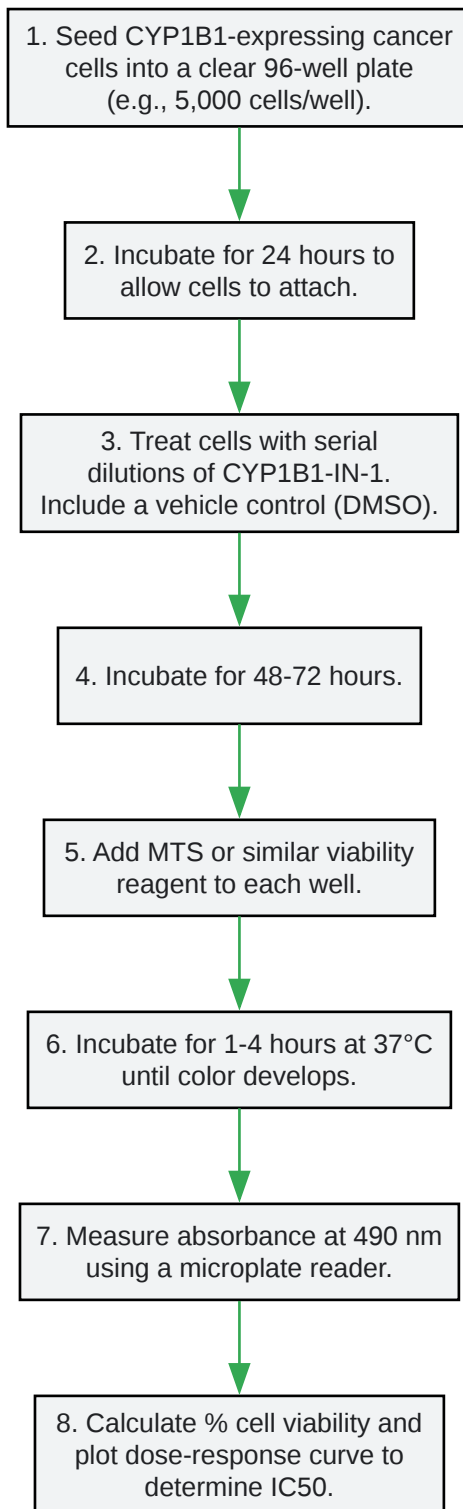 1. Seed CYP1B1-expressing cancer
cells into a clear 96-well plate
(e.g., 5,000 cells/well).
2. Incubate for 24 hours to
allow cells to attach.
3. Treat cells with serial
dilutions of CYP1B1-IN-1.
Include a vehicle control (DMSO).
4. Incubate for 48-72 hours.
5. Add MTS or similar viability
reagent to each well.
6. Incubate for 1-4 hours at 37°C
until color develops.
7. Measure absorbance at 490 nm
using a microplate reader.
8. Calculate % cell viability and
plot dose-response curve to
determine IC50.